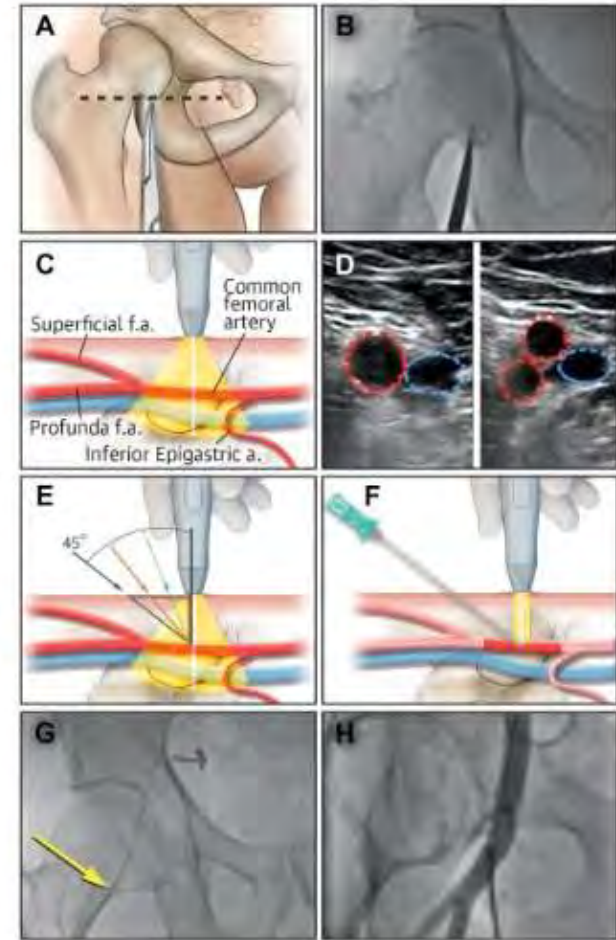 A
B
C
Common
femoral
artery
Superficial f.a.
Profunda f.a.
Inferior Epigastric a.
D
E
45°
F
G
H